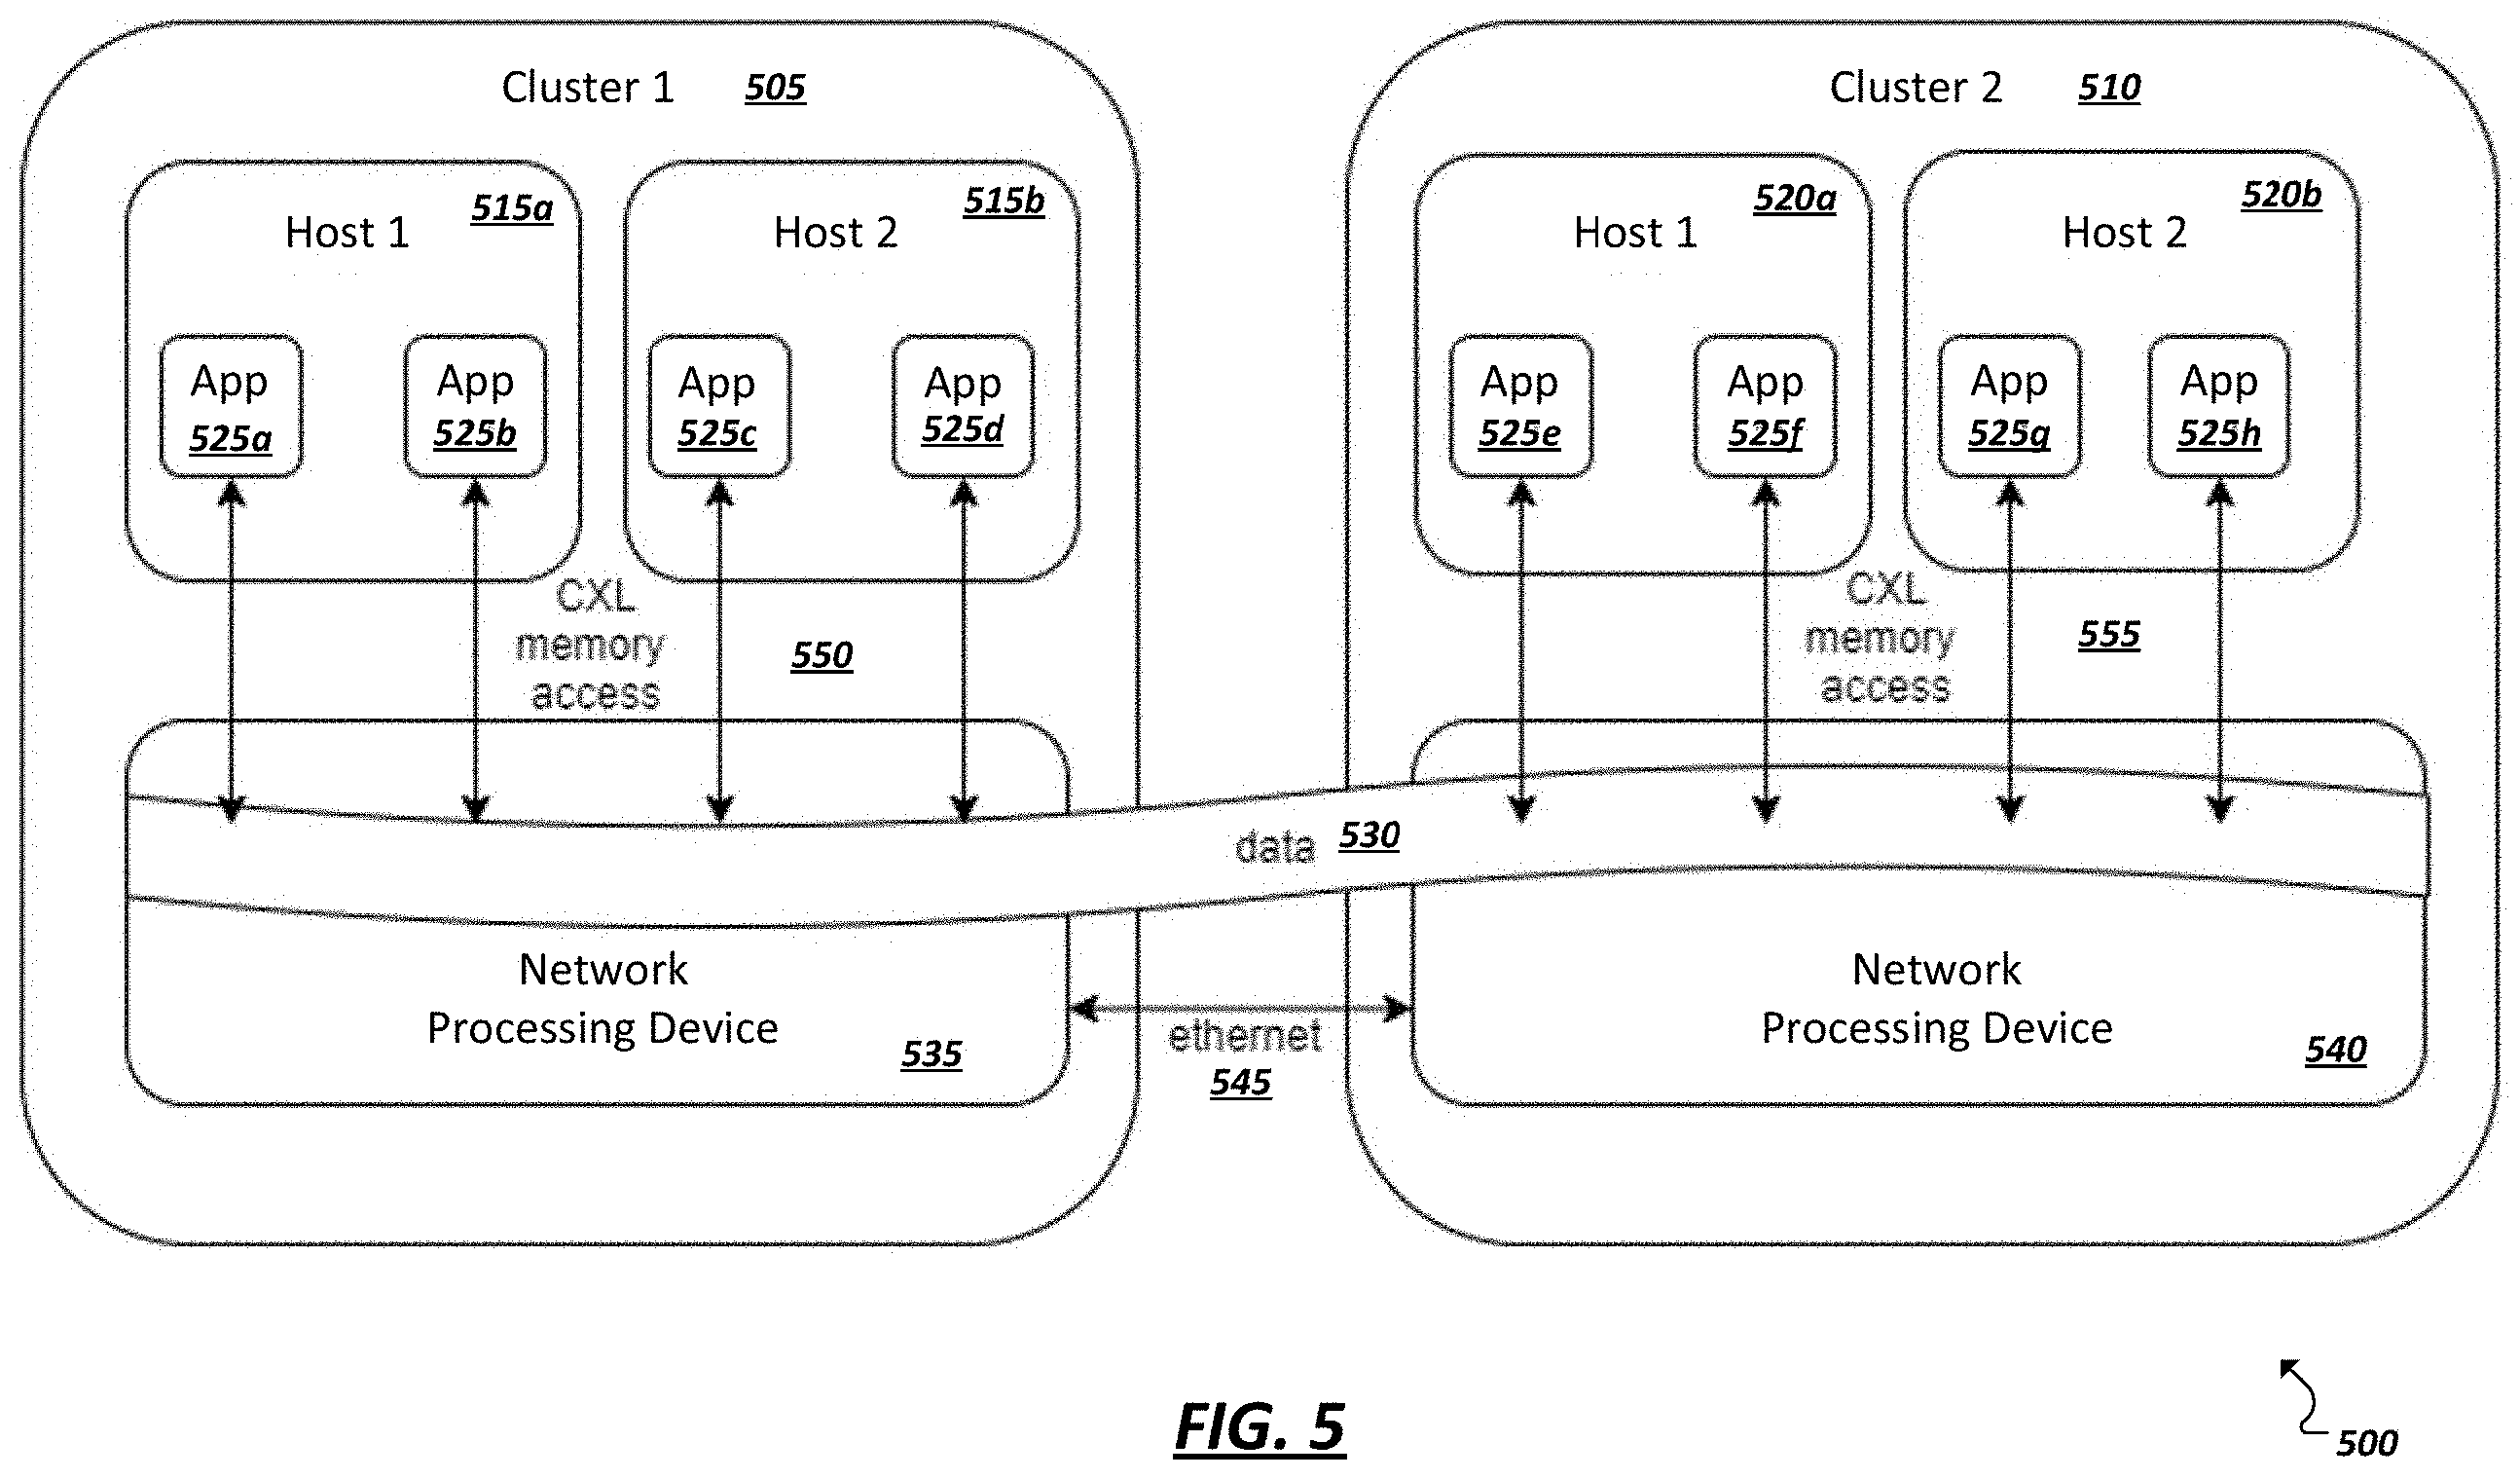 Cluster 1 505
Host 1 515a
App
525a
App
525b
Host 2 515b
App
525c
App
525d
CXL
memory
access
550
Network
Processing Device
535
Cluster 2 510
Host 1 520a
App
525e
App
525f
Host 2 520b
App
525g
App
525h
CXL
memory
access
555
Network
Processing Device
540
data 530
ethernet
545
FIG. 5
500